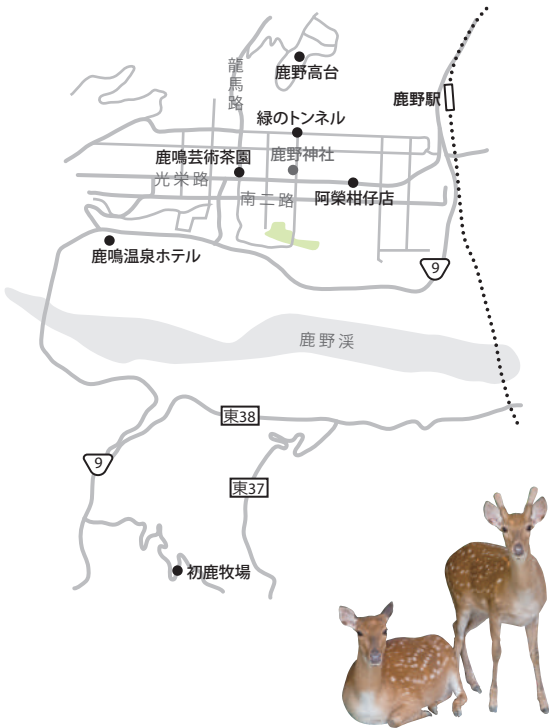 龍馬路
鹿野高台
鹿野駅
緑のトンネル
鹿鳴芸術茶園
鹿野神社
光栄路
南二路
阿榮柑仔店
鹿鳴温泉ホテル
9
鹿野渓
東38
9
東37
初鹿牧場